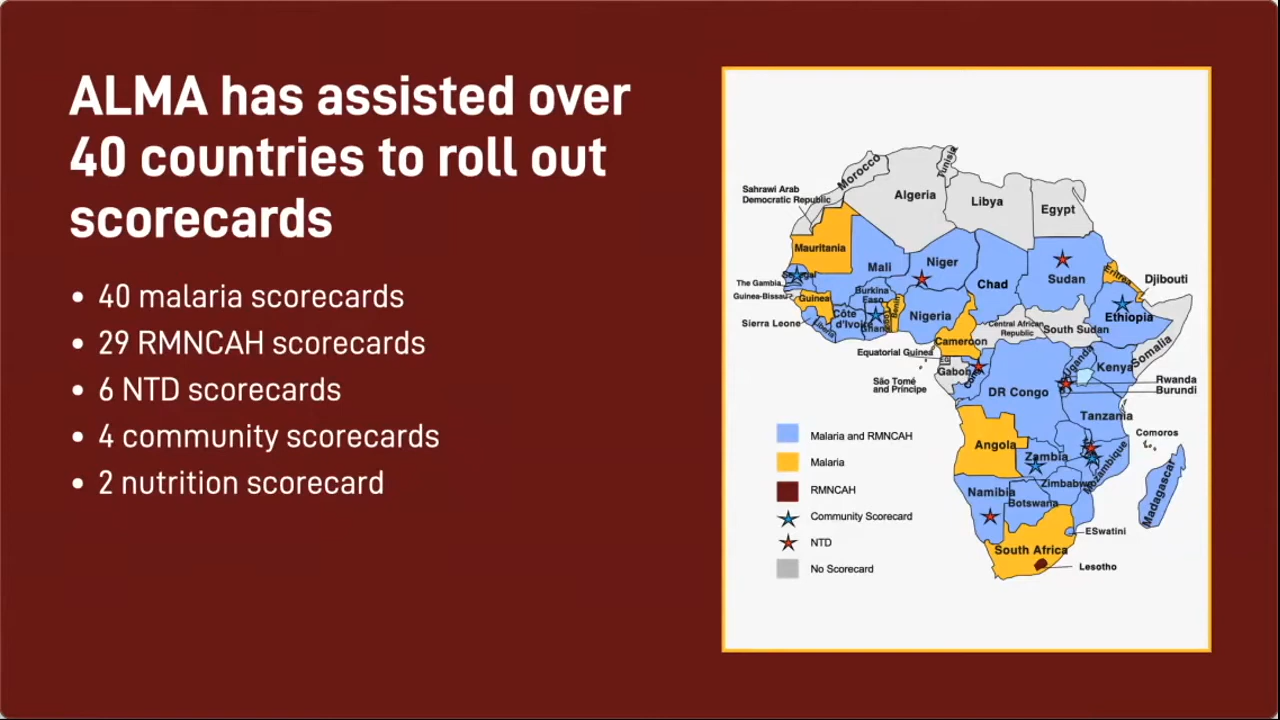 ALMA has assisted over
40 countries to roll out
scorecards
• 40 malaria scorecards
• 29 RMNCAH scorecards
• 6 NTD scorecards
• 4 community scorecards
• 2 nutrition scorecard
Morocco
Tunisia
Algeria
Libya
Egypt
Sahrawi Arab
Democratic Republic
Mauritania
Mali
Niger
Chad
Sudan
Eritrea
Djibouti
Senegal
The Gambia
Guinea-Bissau
Guinea
Burkina
Faso
Benin
Nigeria
Ethiopia
Sierra Leone
Liberia
Côte
d'Ivoire
Ghana
Togo
Cameroon
Central African
Republic
South Sudan
Somalia
Equatorial Guinea
EG
Gabon
Congo
Uganda
Kenya
São Tomé
and Príncipe
DR Congo
Rwanda
Burundi
Tanzania
Comoros
Angola
Zambia
Mozambique
Madagascar
Zimbabwe
Namibia
Botswana
ESwatini
South Africa
Lesotho
Malaria and RMNCAH
Malaria
RMNCAH
Community Scorecard
NTD
No Scorecard